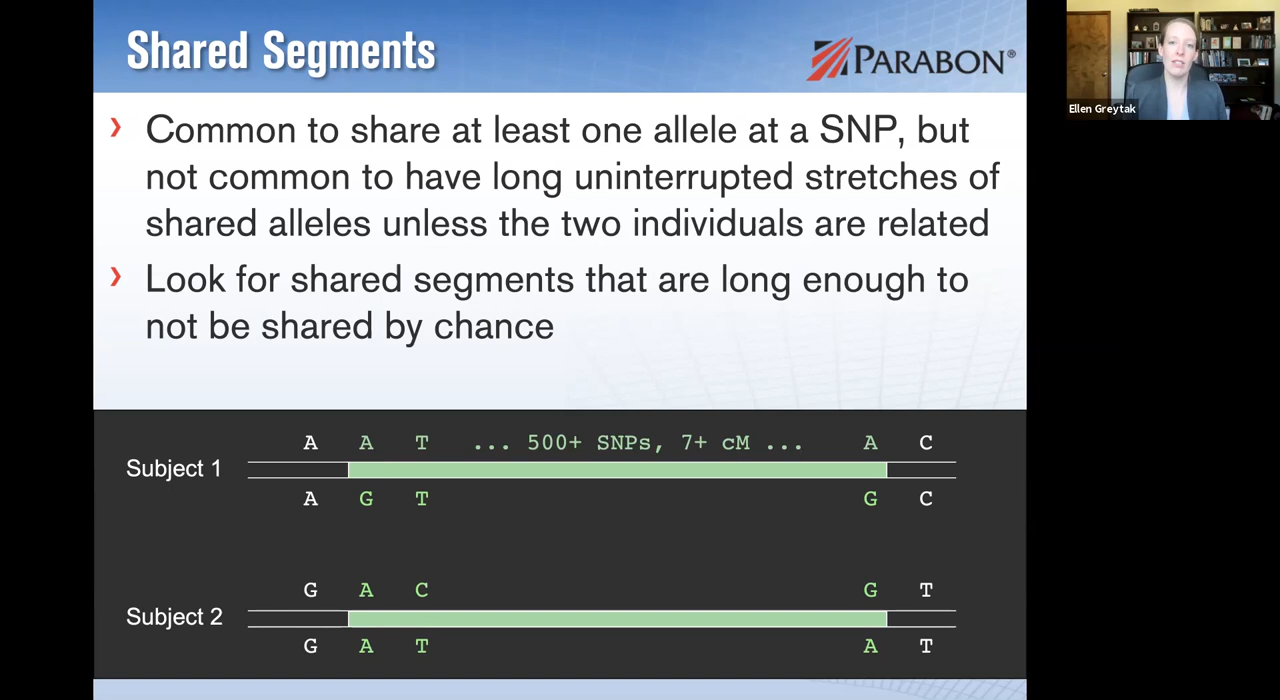 Shared Segments
PARABON®
Ellen Greytak
› Common to share at least one allele at a SNP, but
not common to have long uninterrupted stretches of
shared alleles unless the two individuals are related
› Look for shared segments that are long enough to
not be shared by chance
A A T ... 500+ SNPs, 7+ cM ... A C
Subject 1
A G T G C
G A C G T
Subject 2
G A T A T